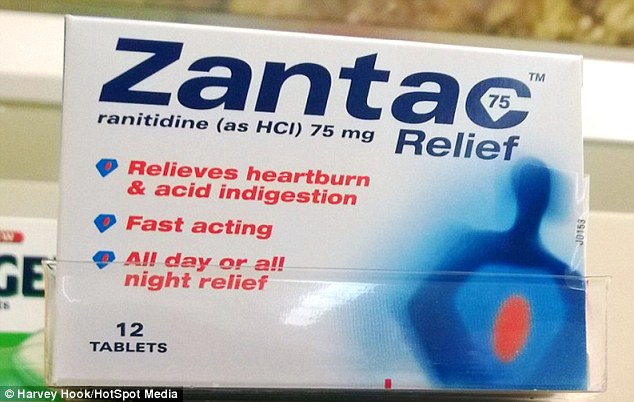 Zantac 75 ™
ranitidine (as HCl) 75 mg Relief
Relieves heartburn
& acid indigestion
Fast acting
All day or all
night relief
12
TABLETS
J0153
GE
© Harvey Hook/HotSpot Media